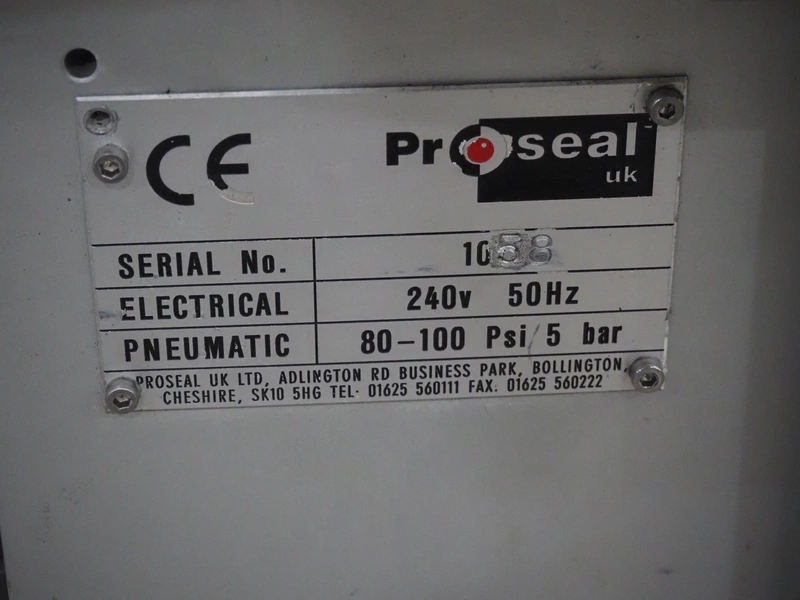 CE
Proseal
uk
SERIAL No. 1058
ELECTRICAL 240v 50Hz
PNEUMATIC 80-100 Psi/5 bar
PROSEAL UK LTD, ADLINGTON RD BUSINESS PARK, BOLLINGTON,
CHESHIRE, SK10 5HG TEL· 01625 560111 FAX: 01625 560222